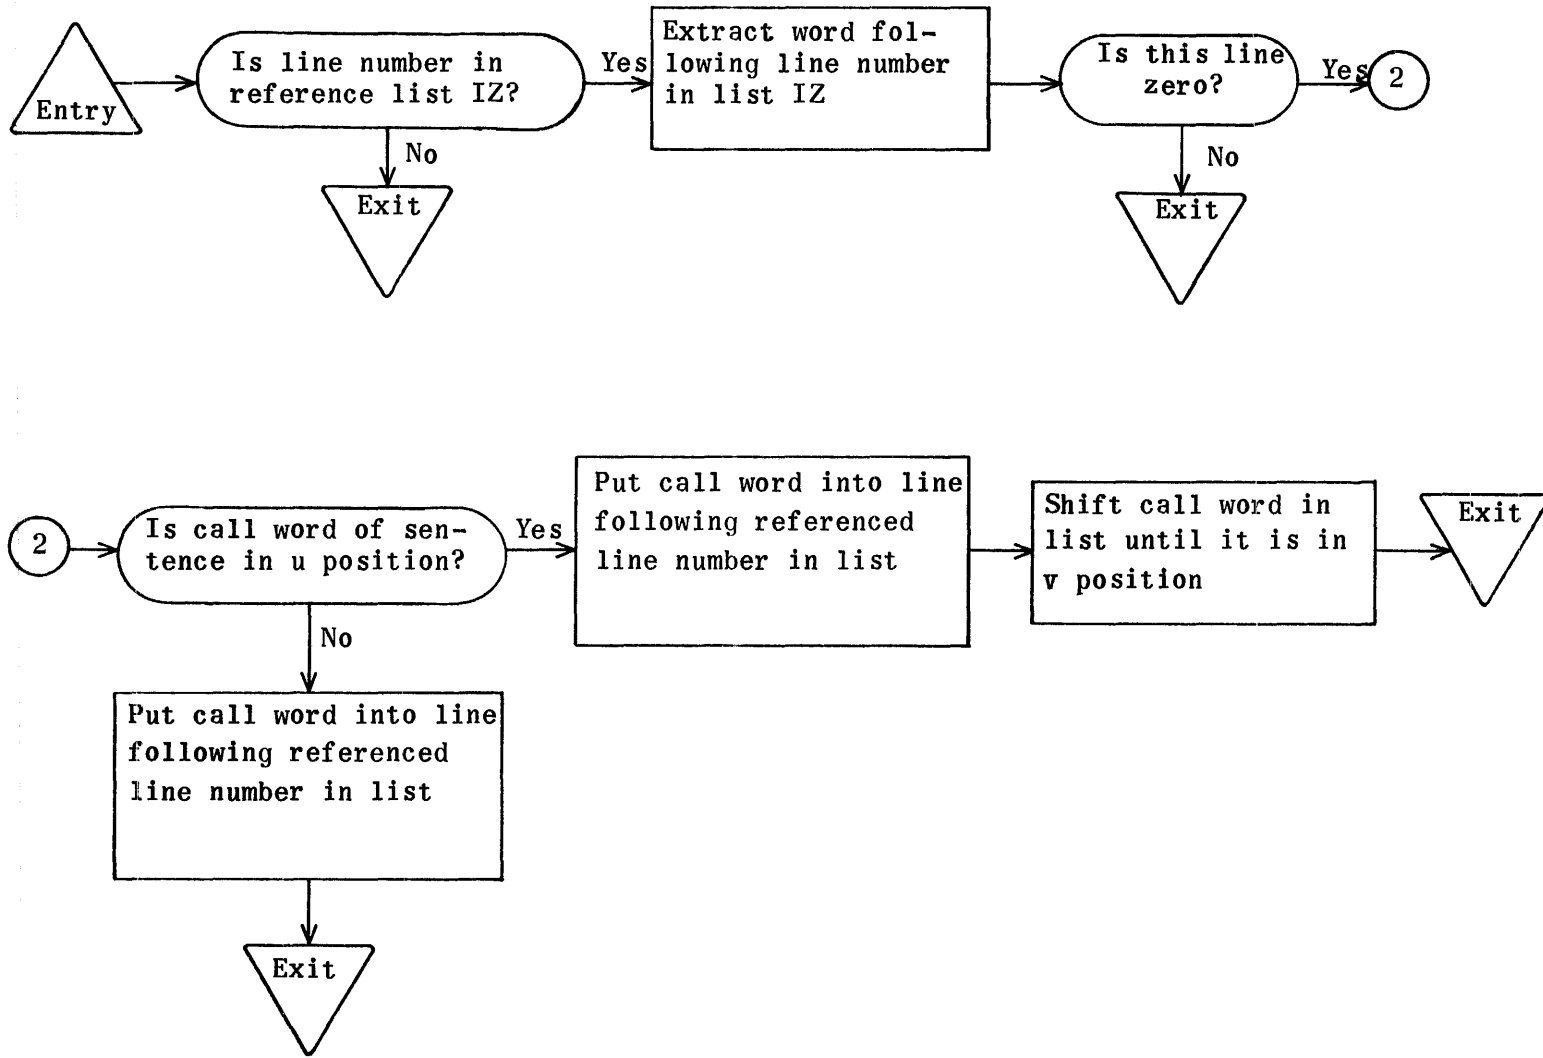 Entry
Is line number in
reference list IZ?
Yes
No
Exit
Extract word fol-
lowing line number
in list IZ
Is this line
zero?
Yes
2
No
Exit
2
Is call word of sen-
tence in u position?
Yes
No
Put call word into line
following referenced
line number in list
Shift call word in
list until it is in
v position
Exit
Put call word into line
following referenced
line number in list
Exit